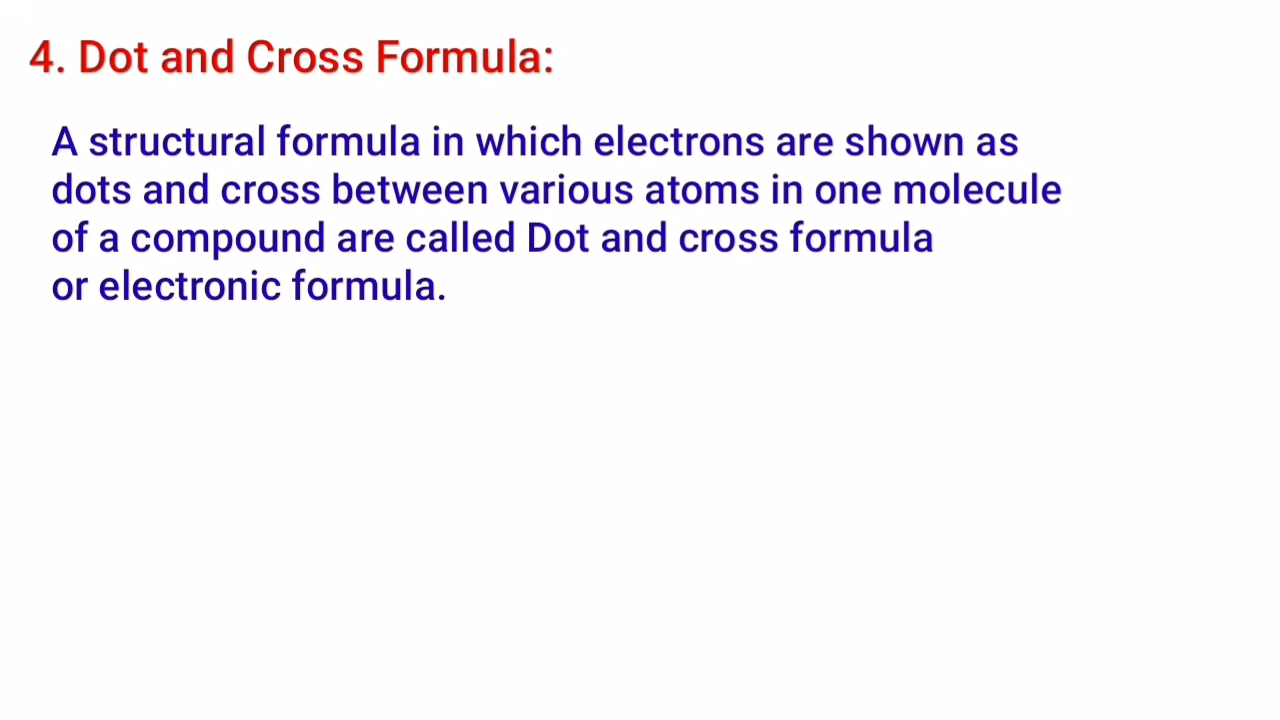 4. Dot and Cross Formula:
A structural formula in which electrons are shown as
dots and cross between various atoms in one molecule
of a compound are called Dot and cross formula
or electronic formula.